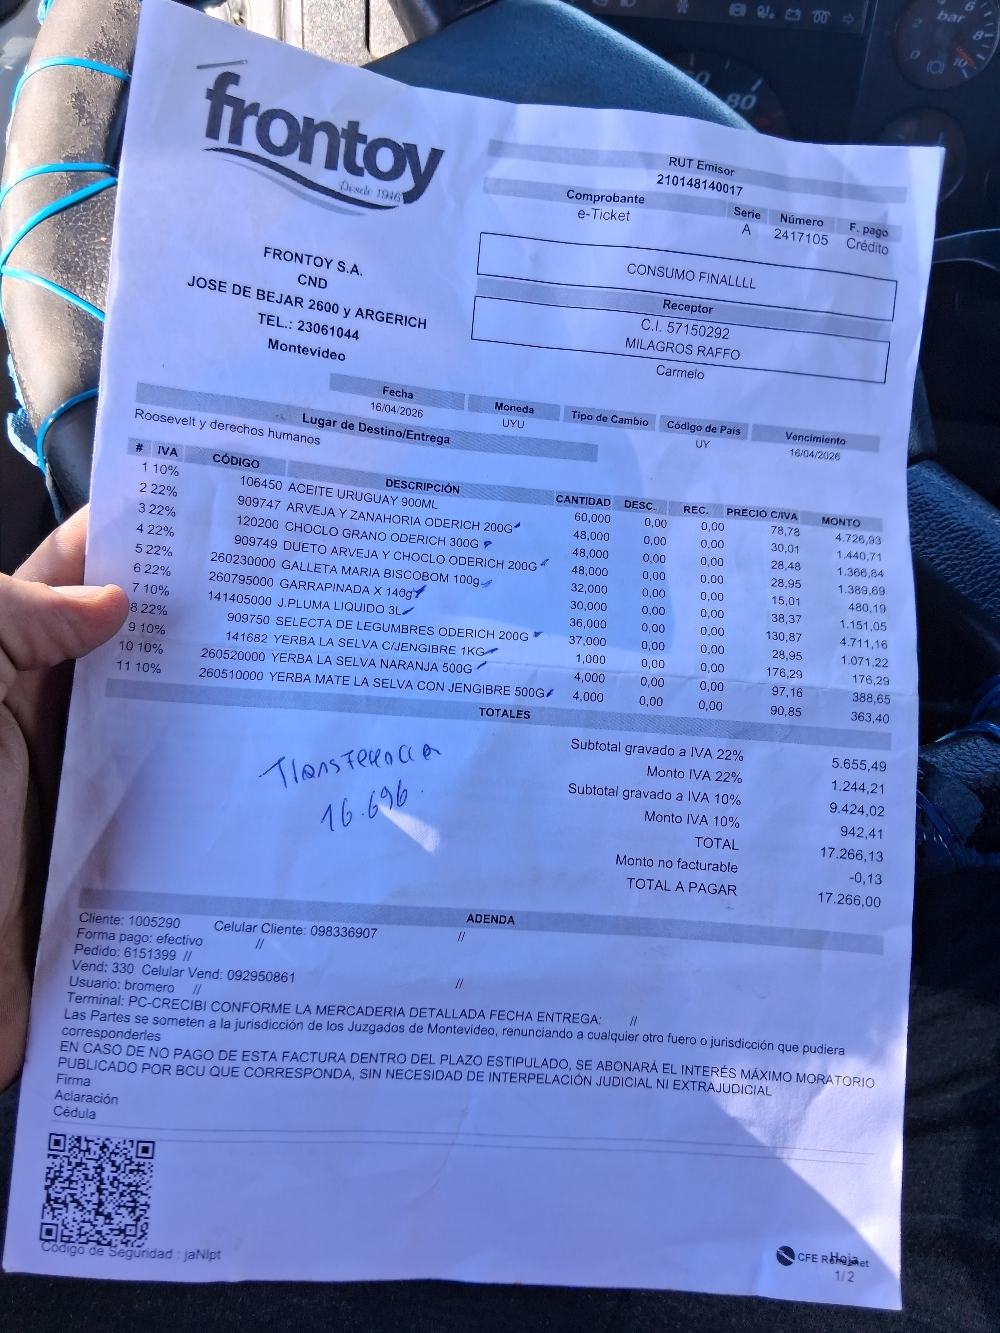 frontoy
Desde 1946
RUT Emisor
210148140017
Comprobante Serie Número F. pago
e-Ticket A 2417105 Crédito
CONSUMO FINALLLL
Receptor
C.I. 57150292
MILAGROS RAFFO
Carmelo
FRONTOY S.A.
CND
JOSE DE BEJAR 2600 y ARGERICH
TEL.: 23061044
Montevideo
Fecha Moneda Tipo de Cambio Código de País Vencimiento
16/04/2026 UYU UY 16/04/2026
Lugar de Destino/Entrega
Roosevelt y derechos humanos
# IVA CÓDIGO DESCRIPCIÓN CANTIDAD DESC. REC. PRECIO C/IVA MONTO
1 10% 106450 ACEITE URUGUAY 900ML 60,000 0,00 0,00 78,78 4.726,93
2 22% 909747 ARVEJA Y ZANAHORIA ODERICH 200G 48,000 0,00 0,00 30,01 1.440,71
3 22% 120200 CHOCLO GRANO ODERICH 300G 48,000 0,00 0,00 28,48 1.366,84
4 22% 909749 DUETO ARVEJA Y CHOCLO ODERICH 200G 48,000 0,00 0,00 28,95 1.389,69
5 22% 260230000 GALLETA MARIA BISCOBOM 100g 32,000 0,00 0,00 15,01 480,19
6 22% 260795000 GARRAPINADA X 140g 30,000 0,00 0,00 38,37 1.151,05
7 10% 141405000 J.PLUMA LIQUIDO 3L 36,000 0,00 0,00 130,87 4.711,16
8 22% 909750 SELECTA DE LEGUMBRES ODERICH 200G 37,000 0,00 0,00 28,95 1.071,22
9 10% 141682 YERBA LA SELVA C/JENGIBRE 1KG 1,000 0,00 0,00 176,29 176,29
10 10% 260520000 YERBA LA SELVA NARANJA 500G 4,000 0,00 0,00 97,16 388,65
11 10% 260510000 YERBA MATE LA SELVA CON JENGIBRE 500G 4,000 0,00 0,00 90,85 363,40
TOTALES
Transferencia
16.696
Subtotal gravado a IVA 22% 5.655,49
Monto IVA 22% 1.244,21
Subtotal gravado a IVA 10% 9.424,02
Monto IVA 10% 942,41
TOTAL 17.266,13
Monto no facturable -0,13
TOTAL A PAGAR 17.266,00
ADENDA
Cliente: 1005290 Celular Cliente: 098336907 //
Forma pago: efectivo //
Pedido: 6151399 //
Vend: 330 Celular Vend: 092950861 //
Usuario: bromero //
Terminal: PC-CRECIBI CONFORME LA MERCADERIA DETALLADA FECHA ENTREGA: //
Las Partes se someten a la jurisdicción de los Juzgados de Montevideo, renunciando a cualquier otro fuero o jurisdicción que pudiera
corresponderles
EN CASO DE NO PAGO DE ESTA FACTURA DENTRO DEL PLAZO ESTIPULADO, SE ABONARÁ EL INTERÉS MÁXIMO MORATORIO
PUBLICADO POR BCU QUE CORRESPONDA, SIN NECESIDAD DE INTERPELACIÓN JUDICIAL NI EXTRAJUDICIAL
Firma
Aclaración
Cédula
Código de Seguridad : jaNlpt
CFE
Hoja
1/2